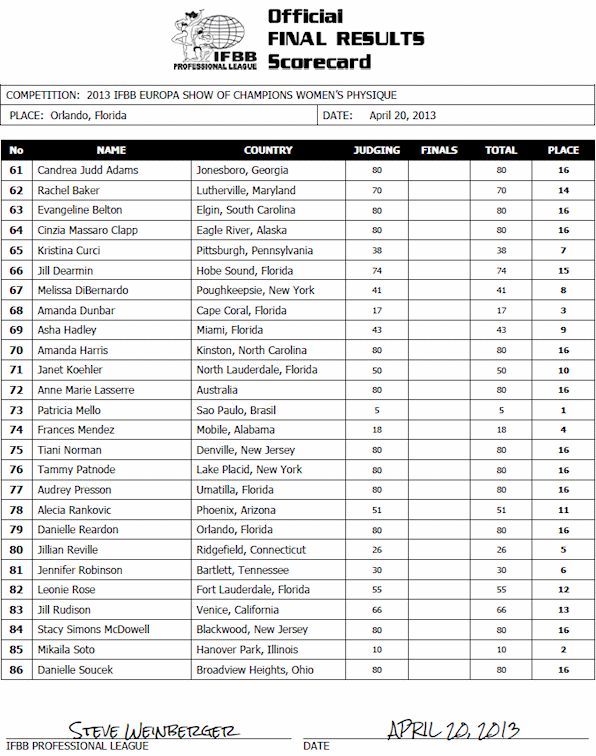 Official
FINAL RESULTS
Scorecard
IFBB
PROFESSIONAL LEAGUE
COMPETITION: 2013 IFBB EUROPA SHOW OF CHAMPIONS WOMEN'S PHYSIQUE
PLACE: Orlando, Florida DATE: April 20, 2013
No NAME COUNTRY JUDGING FINALS TOTAL PLACE
61 Candrea Judd Adams Jonesboro, Georgia 80 80 16
62 Rachel Baker Lutherville, Maryland 70 70 14
63 Evangeline Belton Elgin, South Carolina 80 80 16
64 Cinzia Massaro Clapp Eagle River, Alaska 80 80 16
65 Kristina Curci Pittsburgh, Pennsylvania 38 38 7
66 Jill Dearmin Hobe Sound, Florida 74 74 15
67 Melissa DiBernardo Poughkeepsie, New York 41 41 8
68 Amanda Dunbar Cape Coral, Florida 17 17 3
69 Asha Hadley Miami, Florida 43 43 9
70 Amanda Harris Kinston, North Carolina 80 80 16
71 Janet Koehler North Lauderdale, Florida 50 50 10
72 Anne Marie Lasserre Australia 80 80 16
73 Patricia Mello Sao Paulo, Brasil 5 5 1
74 Frances Mendez Mobile, Alabama 18 18 4
75 Tiani Norman Denville, New Jersey 80 80 16
76 Tammy Patnode Lake Placid, New York 80 80 16
77 Audrey Presson Umatilla, Florida 80 80 16
78 Alecia Rankovic Phoenix, Arizona 51 51 11
79 Danielle Reardon Orlando, Florida 80 80 16
80 Jillian Reville Ridgefield, Connecticut 26 26 5
81 Jennifer Robinson Bartlett, Tennessee 30 30 6
82 Leonie Rose Fort Lauderdale, Florida 55 55 12
83 Jill Rudison Venice, California 66 66 13
84 Stacy Simons McDowell Blackwood, New Jersey 80 80 16
85 Mikaila Soto Hanover Park, Illinois 10 10 2
86 Danielle Soucek Broadview Heights, Ohio 80 80 16
STEVE WEINBERGER APRIL 20, 2013
IFBB PROFESSIONAL LEAGUE DATE